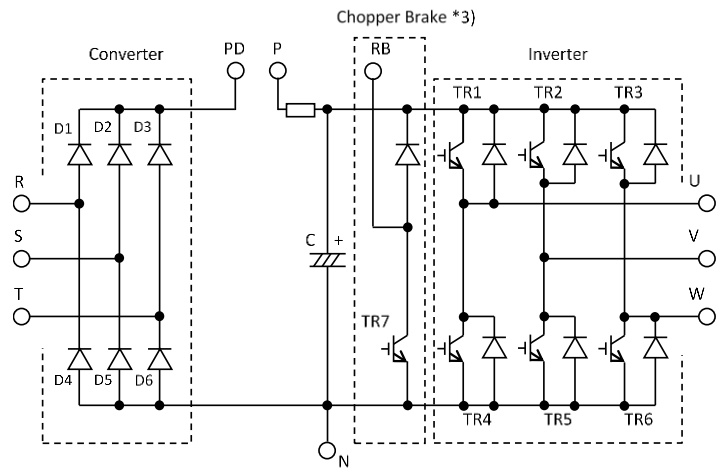 Chopper Brake *3)
Converter
PD
P
RB
Inverter
TR1
TR2
TR3
D1
D2
D3
R
U
S
C
+
V
T
TR7
W
D4
D5
D6
TR4
TR5
TR6
N